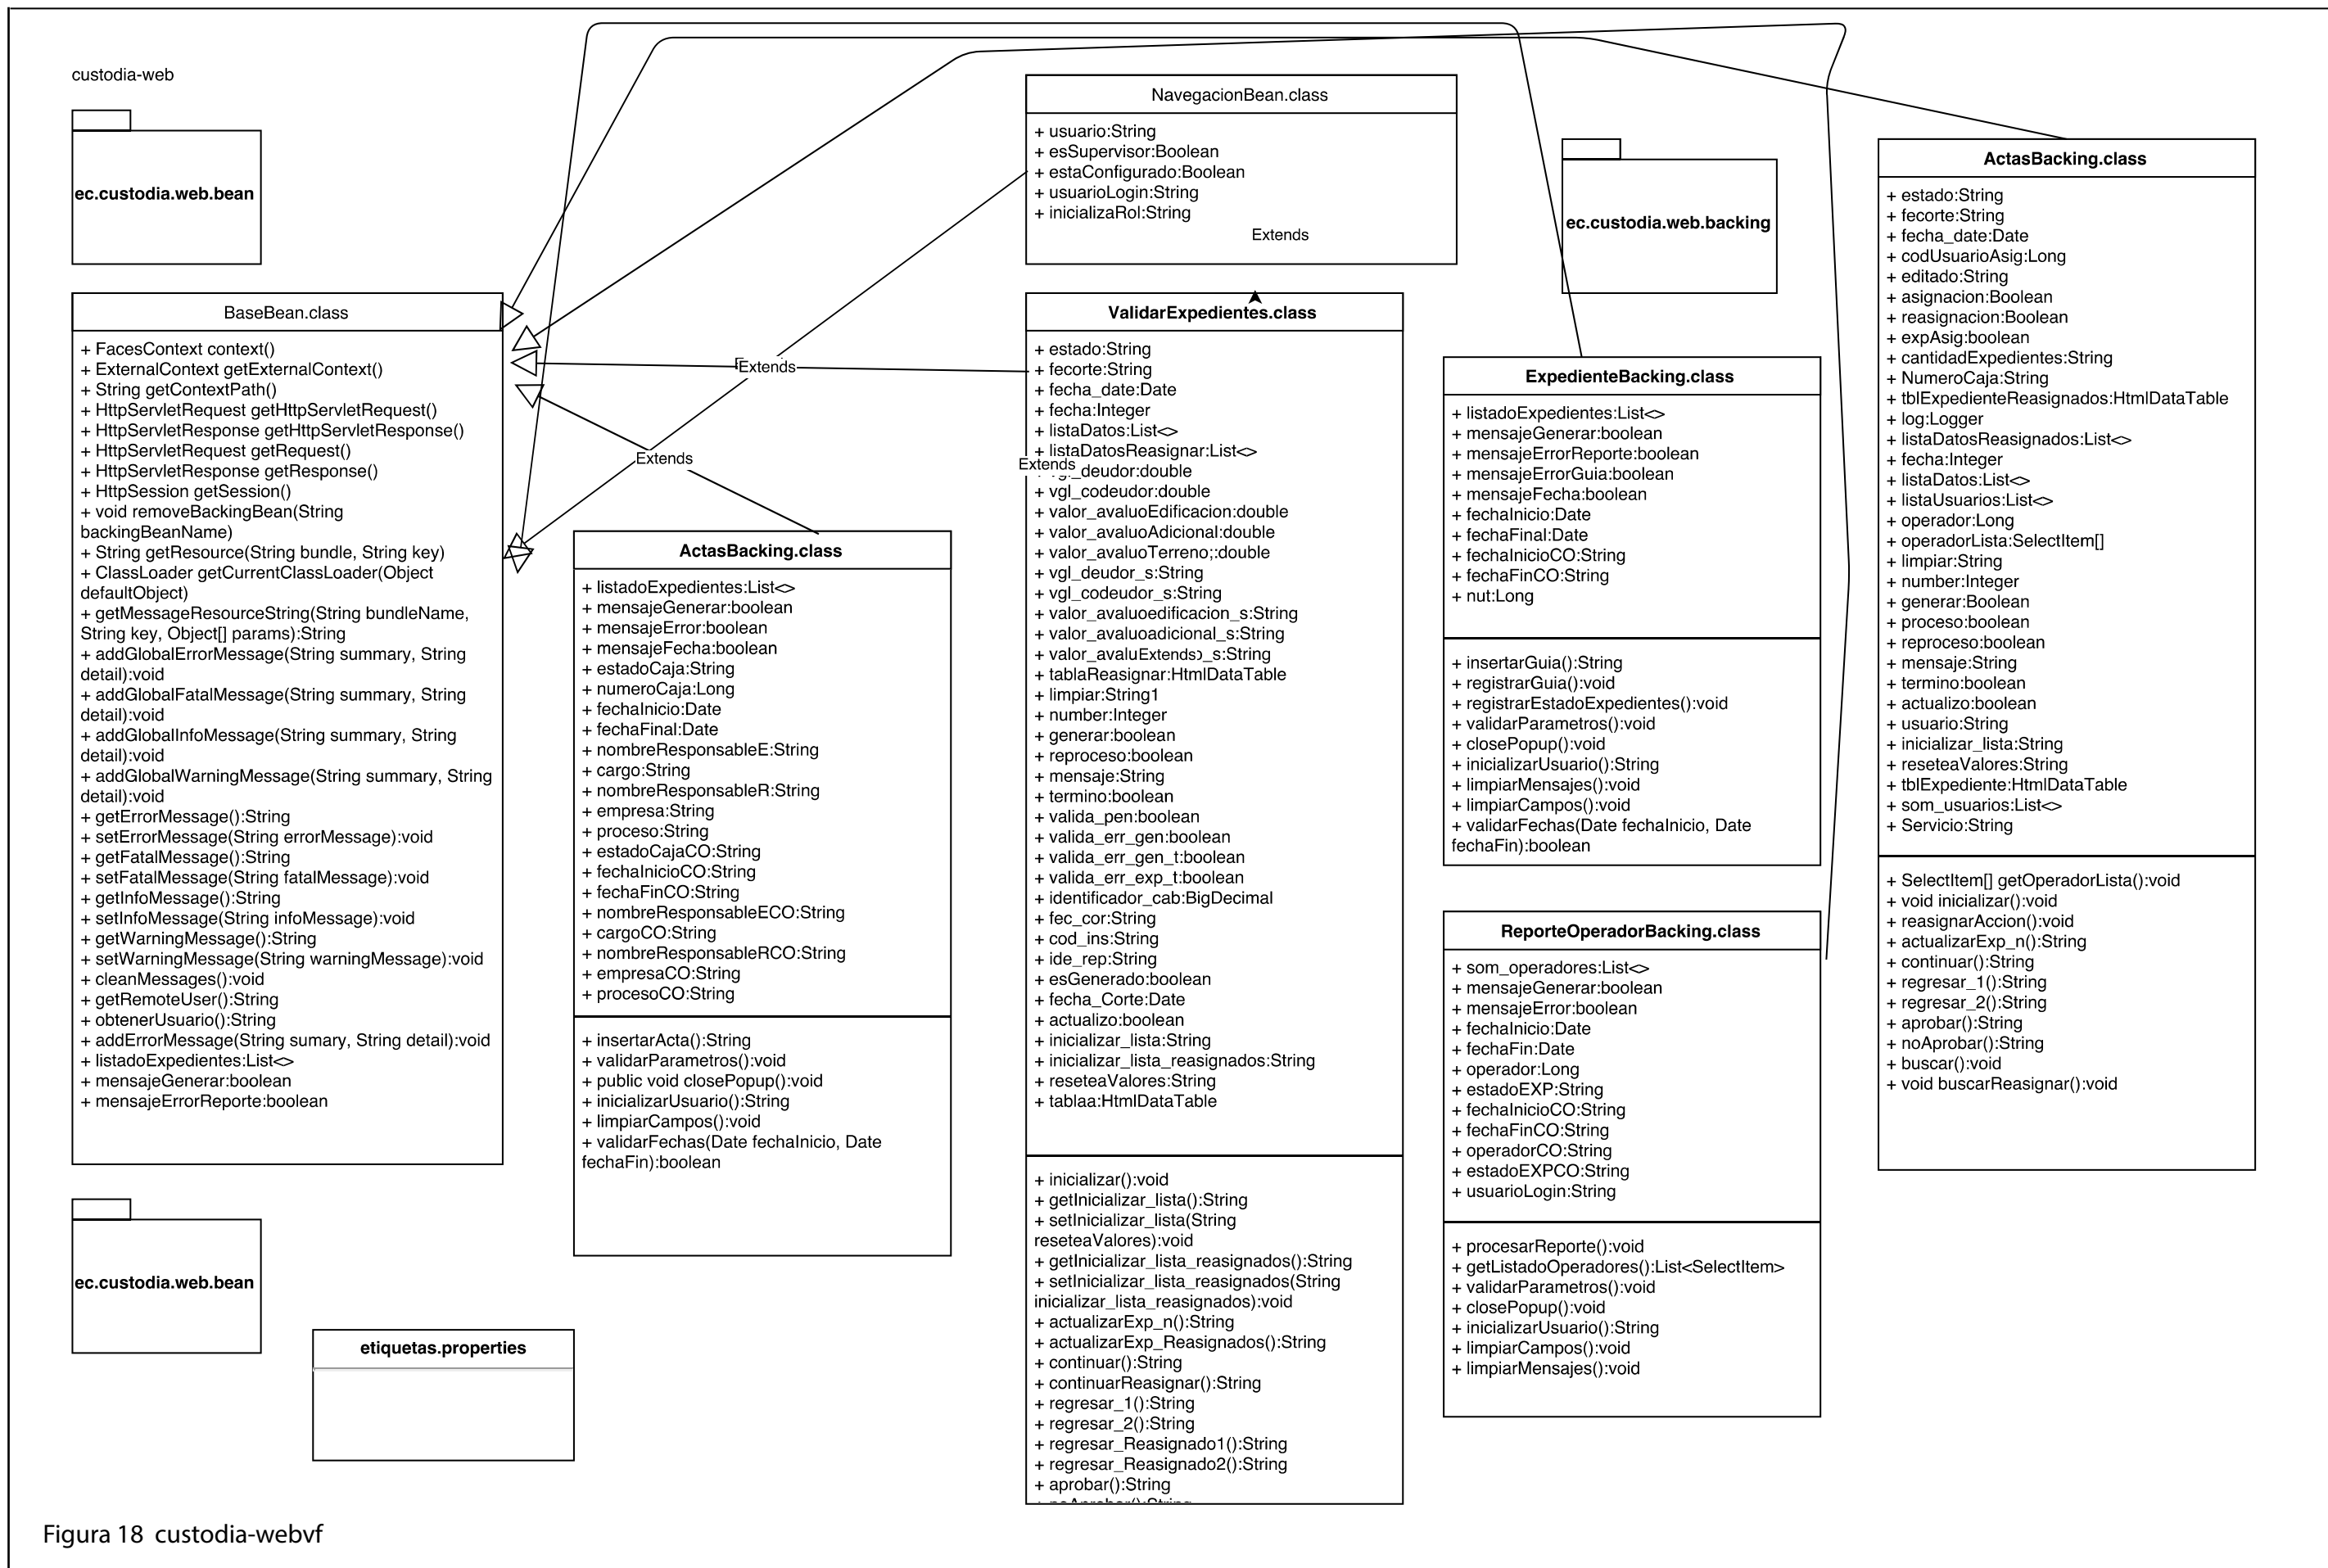 custodia-web
ec.custodia.web.bean
BaseBean.class
+ FacesContext context()
+ ExternalContext getExternalContext()
+ String getContextPath()
+ HttpServletRequest getHttpServletRequest()
+ HttpServletResponse getHttpServletResponse()
+ HttpServletRequest getRequest()
+ HttpServletResponse getResponse()
+ HttpSession getSession()
+ void removeBackingBean(String
backingBeanName)
+ String getResource(String bundle, String key)
+ ClassLoader getCurrentClassLoader(Object
defaultObject)
+ getMessageResourceString(String bundleName,
String key, Object[] params):String
+ addGlobalErrorMessage(String summary, String
detail):void
+ addGlobalFatalMessage(String summary, String
detail):void
+ addGlobalInfoMessage(String summary, String
detail):void
+ addGlobalWarningMessage(String summary, String
detail):void
+ getErrorMessage():String
+ setErrorMessage(String errorMessage):void
+ getFatalMessage():String
+ setFatalMessage(String fatalMessage):void
+ getInfoMessage():String
+ setInfoMessage(String infoMessage):void
+ getWarningMessage():String
+ setWarningMessage(String warningMessage):void
+ cleanMessages():void
+ getRemoteUser():String
+ obtenerUsuario():String
+ addErrorMessage(String sumary, String detail):void
+ listadoExpedientes:List<>
+ mensajeGenerar:boolean
+ mensajeErrorReporte:boolean
ec.custodia.web.bean
etiquetas.properties
Extends
Extends
ActasBacking.class
+ listadoExpedientes:List<>
+ mensajeGenerar:boolean
+ mensajeError:boolean
+ mensajeFecha:boolean
+ estadoCaja:String
+ numeroCaja:Long
+ fechaInicio:Date
+ fechaFinal:Date
+ nombreResponsableE:String
+ cargo:String
+ nombreResponsableR:String
+ empresa:String
+ proceso:String
+ estadoCajaCO:String
+ fechaInicioCO:String
+ fechaFinCO:String
+ nombreResponsableECO:String
+ cargoCO:String
+ nombreResponsableRCO:String
+ empresaCO:String
+ procesoCO:String
+ insertarActa():String
+ validarParametros():void
+ public void closePopup():void
+ inicializarUsuario():String
+ limpiarCampos():void
+ validarFechas(Date fechaInicio, Date
fechaFin):boolean
NavegacionBean.class
+ usuario:String
+ esSupervisor:Boolean
+ estaConfigurado:Boolean
+ usuarioLogin:String
+ inicializaRol:String
Extends
ValidarExpedientes.class
+ estado:String
+ fecorte:String
+ fecha_date:Date
+ fecha:Integer
+ listaDatos:List<>
+ listaDatosReasignar:List<>
Extends
_deudor:double
+ vgl_codeudor:double
+ valor_avaluoEdificacion:double
+ valor_avaluoAdicional:double
+ valor_avaluoTerreno;:double
+ vgl_deudor_s:String
+ vgl_codeudor_s:String
+ valor_avaluoedificacion_s:String
+ valor_avaluoadicional_s:String
+ valor_avalu Extends _s:String
+ tablaReasignar:HtmlDataTable
+ limpiar:String1
+ number:Integer
+ generar:boolean
+ reproceso:boolean
+ mensaje:String
+ termino:boolean
+ valida_pen:boolean
+ valida_err_gen:boolean
+ valida_err_gen_t:boolean
+ valida_err_exp_t:boolean
+ identificador_cab:BigDecimal
+ fec_cor:String
+ cod_ins:String
+ ide_rep:String
+ esGenerado:boolean
+ fecha_Corte:Date
+ actualizo:boolean
+ inicializar_lista:String
+ inicializar_lista_reasignados:String
+ reseteaValores:String
+ tablaa:HtmlDataTable
+ inicializar():void
+ getInicializar_lista():String
+ setInicializar_lista(String
reseteaValores):void
+ getInicializar_lista_reasignados():String
+ setInicializar_lista_reasignados(String
inicializar_lista_reasignados):void
+ actualizarExp_n():String
+ actualizarExp_Reasignados():String
+ continuar():String
+ continuarReasignar():String
+ regresar_1():String
+ regresar_2():String
+ regresar_Reasignado1():String
+ regresar_Reasignado2():String
+ aprobar():String
ec.custodia.web.backing
ExpedienteBacking.class
+ listadoExpedientes:List<>
+ mensajeGenerar:boolean
+ mensajeErrorReporte:boolean
+ mensajeErrorGuia:boolean
+ mensajeFecha:boolean
+ fechaInicio:Date
+ fechaFinal:Date
+ fechaInicioCO:String
+ fechaFinCO:String
+ nut:Long
+ insertarGuia():String
+ registrarGuia():void
+ registrarEstadoExpedientes():void
+ validarParametros():void
+ closePopup():void
+ inicializarUsuario():String
+ limpiarMensajes():void
+ limpiarCampos():void
+ validarFechas(Date fechaInicio, Date
fechaFin):boolean
ReporteOperadorBacking.class
+ som_operadores:List<>
+ mensajeGenerar:boolean
+ mensajeError:boolean
+ fechaInicio:Date
+ fechaFin:Date
+ operador:Long
+ estadoEXP:String
+ fechaInicioCO:String
+ fechaFinCO:String
+ operadorCO:String
+ estadoEXPCO:String
+ usuarioLogin:String
+ procesarReporte():void
+ getListadoOperadores():List<SelectItem>
+ validarParametros():void
+ closePopup():void
+ inicializarUsuario():String
+ limpiarCampos():void
+ limpiarMensajes():void
ActasBacking.class
+ estado:String
+ fecorte:String
+ fecha_date:Date
+ codUsuarioAsig:Long
+ editado:String
+ asignacion:Boolean
+ reasignacion:Boolean
+ expAsig:boolean
+ cantidadExpedientes:String
+ NumeroCaja:String
+ tblExpedienteReasignados:HtmlDataTable
+ log:Logger
+ listaDatosReasignados:List<>
+ fecha:Integer
+ listaDatos:List<>
+ listaUsuarios:List<>
+ operador:Long
+ operadorLista:SelectItem[]
+ limpiar:String
+ number:Integer
+ generar:Boolean
+ proceso:boolean
+ reproceso:boolean
+ mensaje:String
+ termino:boolean
+ actualizo:boolean
+ usuario:String
+ inicializar_lista:String
+ reseteaValores:String
+ tblExpediente:HtmlDataTable
+ som_usuarios:List<>
+ Servicio:String
+ SelectItem[] getOperadorLista():void
+ void inicializar():void
+ reasignarAccion():void
+ actualizarExp_n():String
+ continuar():String
+ regresar_1():String
+ regresar_2():String
+ aprobar():String
+ noAprobar():String
+ buscar():void
+ void buscarReasignar():void
Figura 18 custodia-webvf